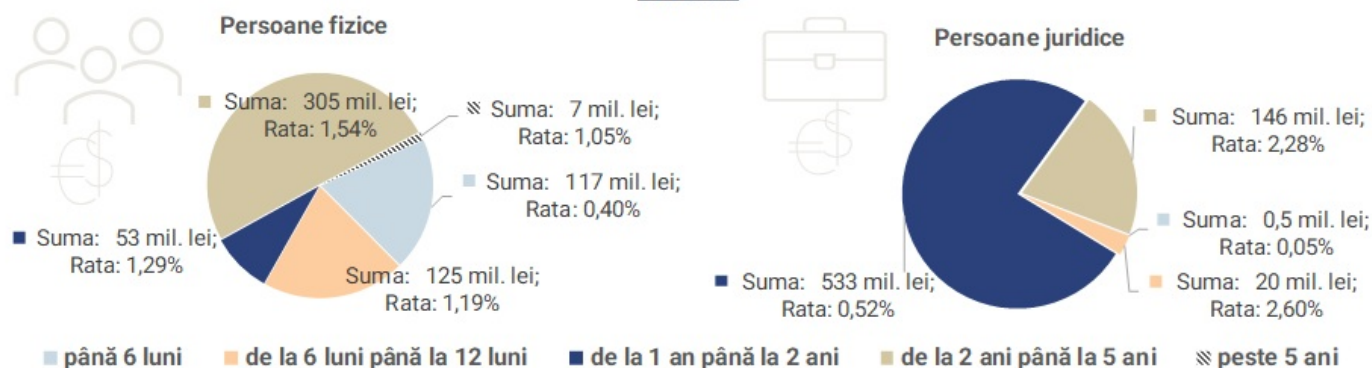 Persoane fizice
Suma: 305 mil. lei;
Rata: 1,54%
Suma: 7 mil. lei;
Rata: 1,05%
Suma: 117 mil. lei;
Rata: 0,40%
Suma: 53 mil. lei;
Rata: 1,29%
Suma: 125 mil. lei;
Rata: 1,19%
Persoane juridice
Suma: 146 mil. lei;
Rata: 2,28%
Suma: 0,5 mil. lei;
Rata: 0,05%
Suma: 533 mil. lei;
Rata: 0,52%
Suma: 20 mil. lei;
Rata: 2,60%
până 6 luni de la 6 luni până la 12 luni de la 1 an până la 2 ani de la 2 ani până la 5 ani peste 5 ani